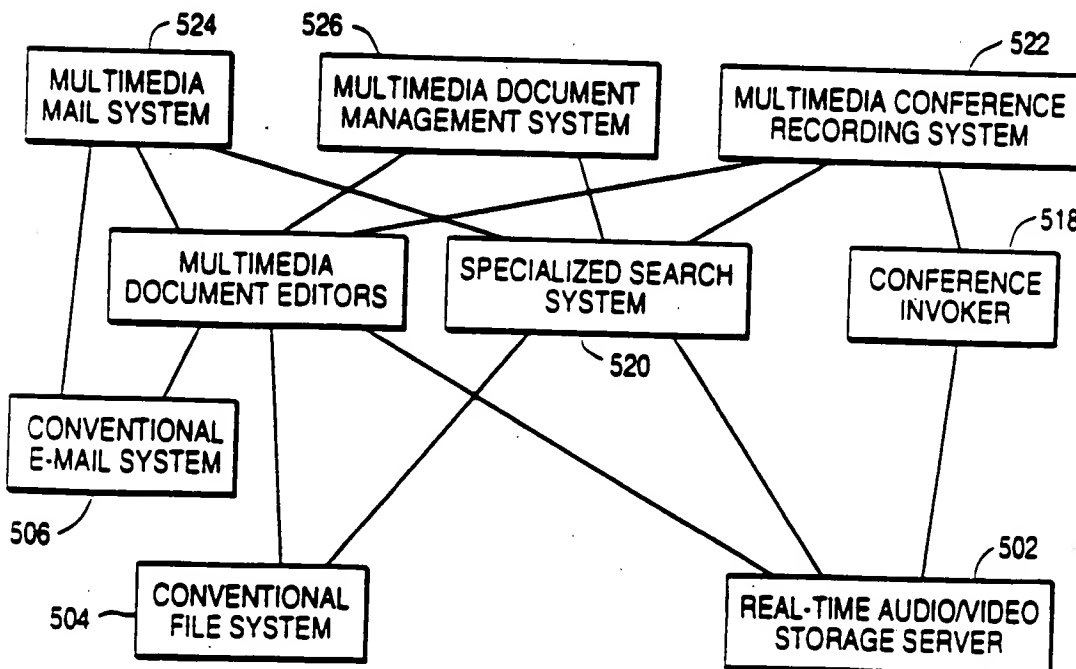 524
526
522
MULTIMEDIA
MAIL SYSTEM
MULTIMEDIA DOCUMENT
MANAGEMENT SYSTEM
MULTIMEDIA CONFERENCE
RECORDING SYSTEM
518
MULTIMEDIA
DOCUMENT EDITORS
SPECIALIZED SEARCH
SYSTEM
CONFERENCE
INVOKER
520
CONVENTIONAL
E-MAIL SYSTEM
506
502
504
CONVENTIONAL
FILE SYSTEM
REAL-TIME AUDIO/VIDEO
STORAGE SERVER